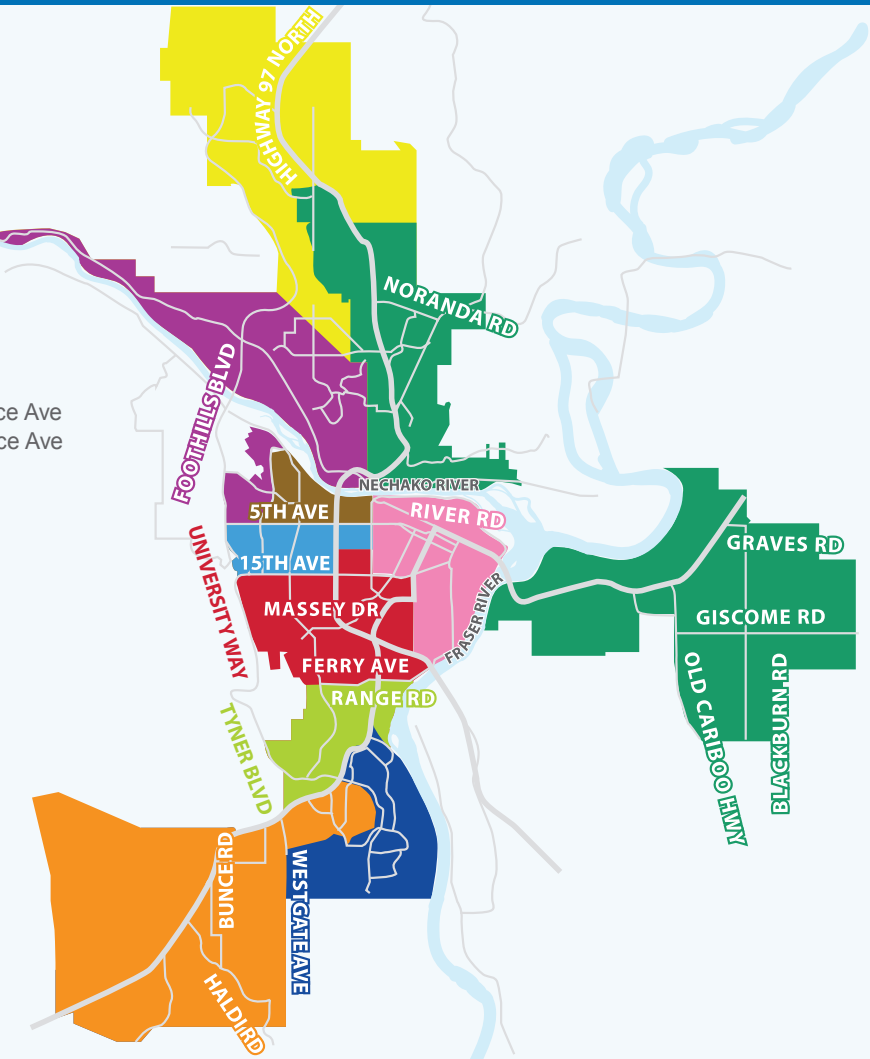 HIGHWAY 97 NORTH
NORANDA RD
FOOTHILLS BLVD
ce Ave
ce Ave
NECHAKO RIVER
5TH AVE
RIVER RD
UNIVERSITY WAY
15TH AVE
GRAVES RD
MASSEY DR
FRASER RIVER
GISCOME RD
FERRY AVE
RANGE RD
OLD CARIBOO HWY
BLACKBURN RD
TYNER BLVD
BUNCE RD
WESTGATE AVE
HALDI RD